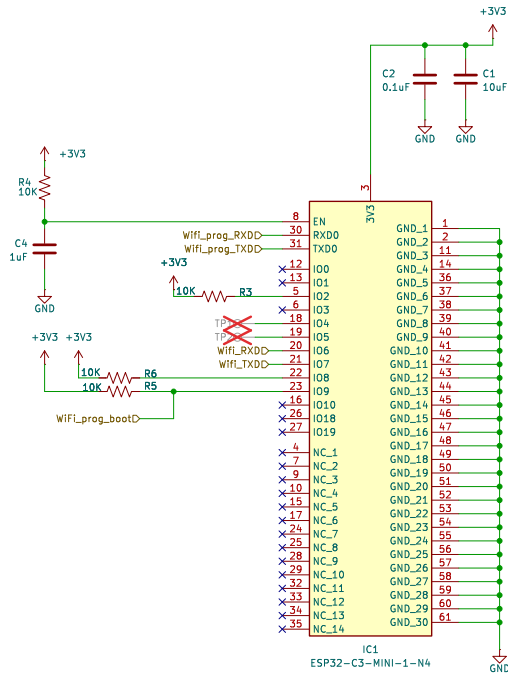 +3V3
C2
0.1uF
C1
10uF
GND
GND
+3V3
R4
10K
3
3V3
C4
1uF
GND
8 EN
Wifi_prog_RXD 30 RXD0
Wifi_prog_TXD 31 TXD0
12 IO0
13 IO1
+3V3
10K R3 5 IO2
6 IO3
18 IO4
19 IO5
Wifi_RXD 20 IO6
Wifi_TXD 21 IO7
+3V3 +3V3
10K R6 22 IO8
10K R5 23 IO9
WiFi_prog_boot
16 IO10
26 IO18
27 IO19
4 NC_1
7 NC_2
9 NC_3
10 NC_4
15 NC_5
17 NC_6
24 NC_7
25 NC_8
28 NC_9
29 NC_10
32 NC_11
33 NC_12
34 NC_13
35 NC_14
GND_1 1
GND_2 2
GND_3 11
GND_4 14
GND_5 36
GND_6 37
GND_7 38
GND_8 39
GND_9 40
GND_10 41
GND_11 42
GND_12 43
GND_13 44
GND_14 45
GND_15 46
GND_16 47
GND_17 48
GND_18 49
GND_19 50
GND_20 51
GND_21 52
GND_22 53
GND_23 54
GND_24 55
GND_25 56
GND_26 57
GND_27 58
GND_28 59
GND_29 60
GND_30 61
GND
IC1
ESP32-C3-MINI-1-N4